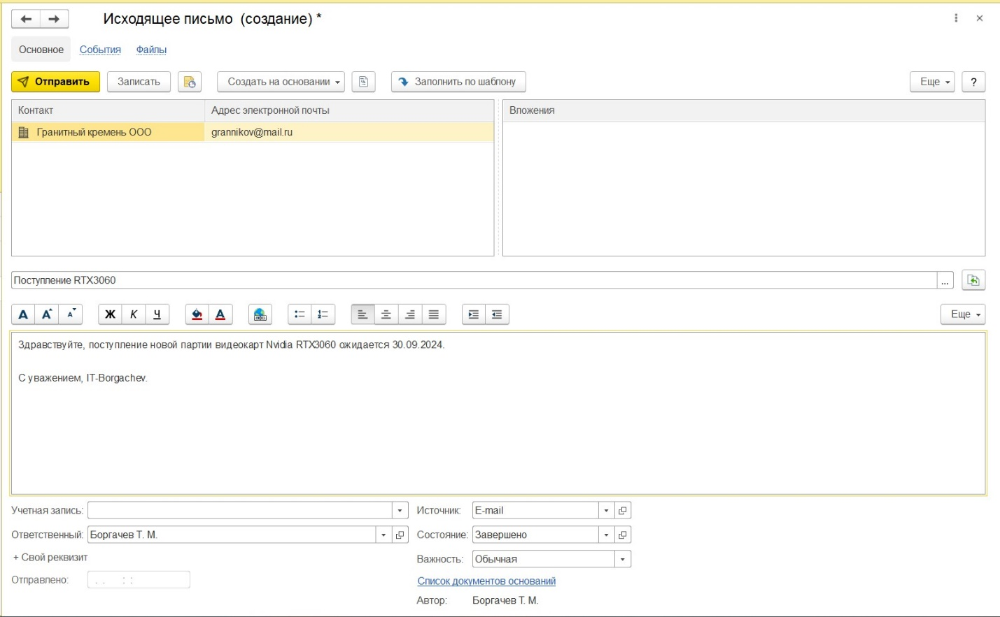 Исходящее письмо (создание) *
Основное События Файлы
Отправить Записать Создать на основании Заполнить по шаблону Еще ?
Контакт Адрес электронной почты Вложения
Гранитный кремень ООО grannikov@mail.ru
Поступление RTX3060 ...
А А А Ж К Ч А Еще
Здравствуйте, поступление новой партии видеокарт Nvidia RTX3060 ожидается 30.09.2024.
С уважением, IT-Borgachev.
Учетная запись: Источник: E-mail
Ответственный: Боргачев Т. М. Состояние: Завершено
+ Свой реквизит
Важность: Обычная
Отправлено: . . : :
Список документов оснований
Автор: Боргачев Т. М.